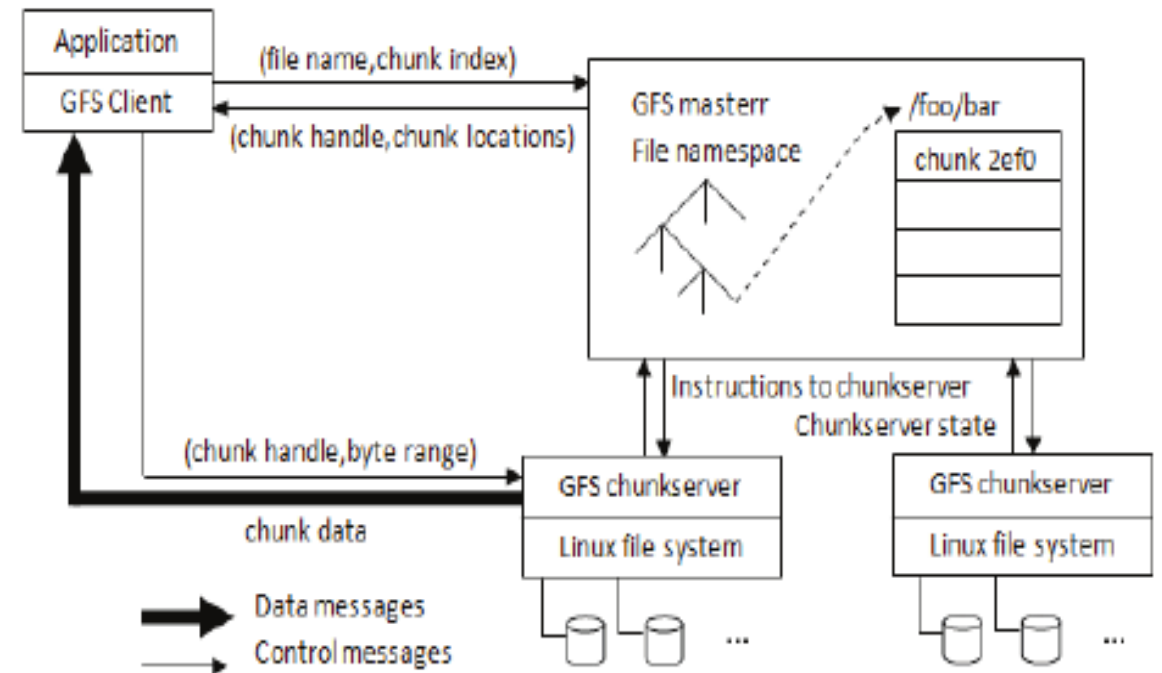 Application
GFS Client
(file name,chunk index)
(chunk handle,chunk locations)
GFS masterr
File namespace
/foo/bar
chunk 2ef0
Instructions to chunkserver
Chunkserver state
(chunk handle,byte range)
chunk data
GFS chunkserver
Linux file system
...
GFS chunkserver
Linux file system
...
Data messages
Control messages